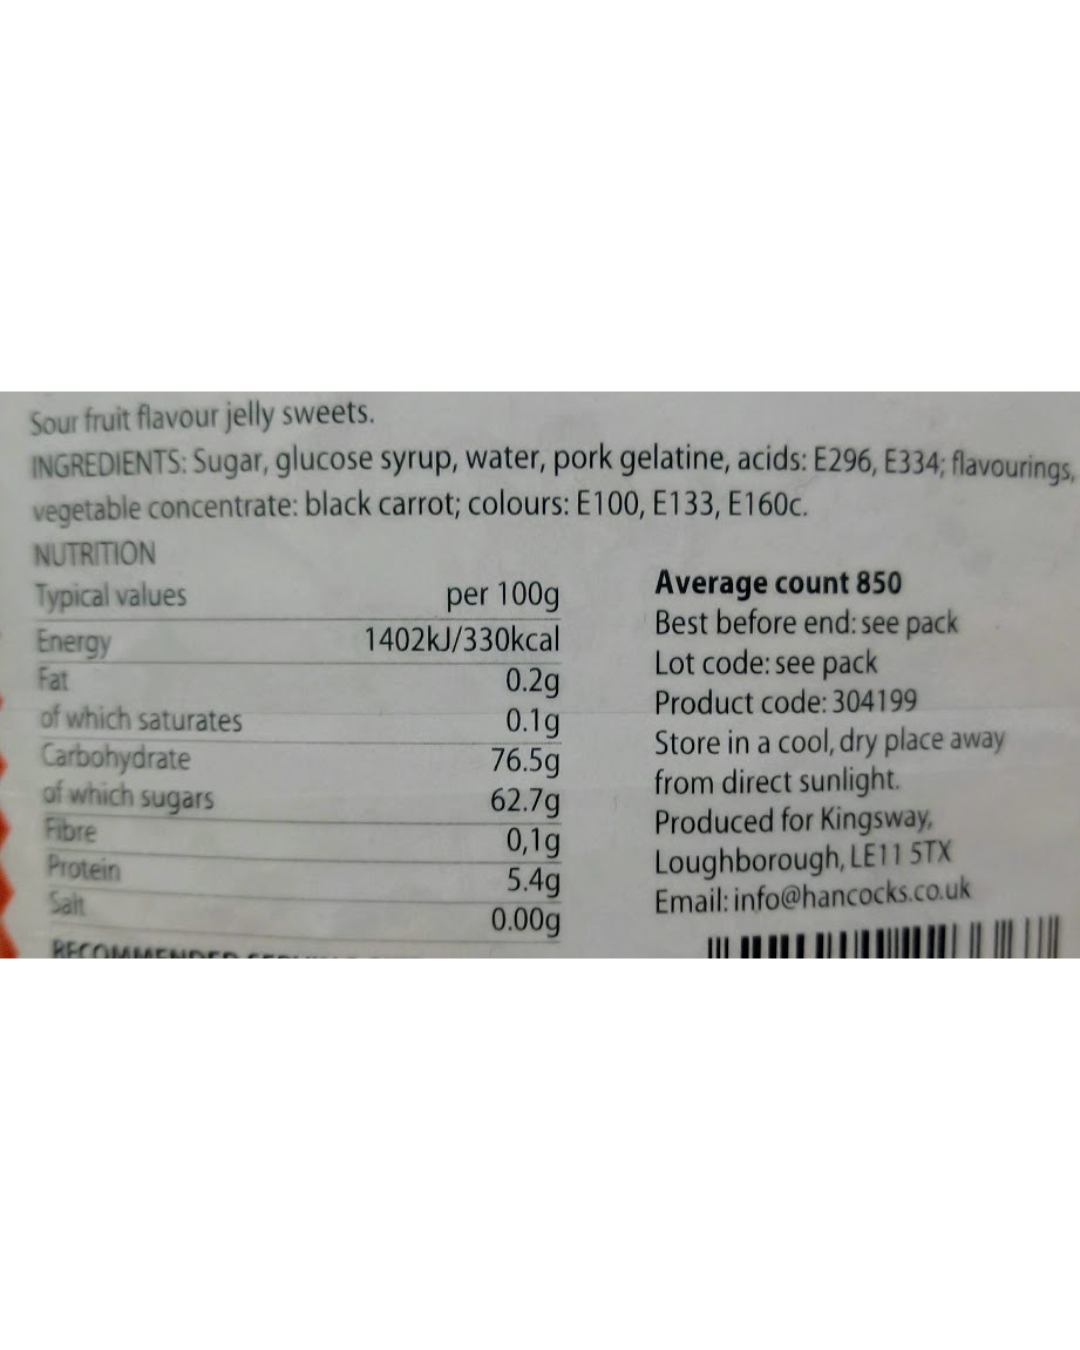 Sour fruit flavour jelly sweets.
INGREDIENTS: Sugar, glucose syrup, water, pork gelatine, acids: E296, E334; flavourings,
vegetable concentrate: black carrot; colours: E100, E133, E160c.
NUTRITION
Typical values per 100g
Energy 1402kJ/330kcal
Fat 0.2g
of which saturates 0.1g
Carbohydrate 76.5g
of which sugars 62.7g
Fibre 0,1g
Protein 5.4g
Salt 0.00g
RECOMMENDED
Average count 850
Best before end: see pack
Lot code: see pack
Product code: 304199
Store in a cool, dry place away
from direct sunlight.
Produced for Kingsway,
Loughborough, LE11 5TX
Email: info@hancocks.co.uk